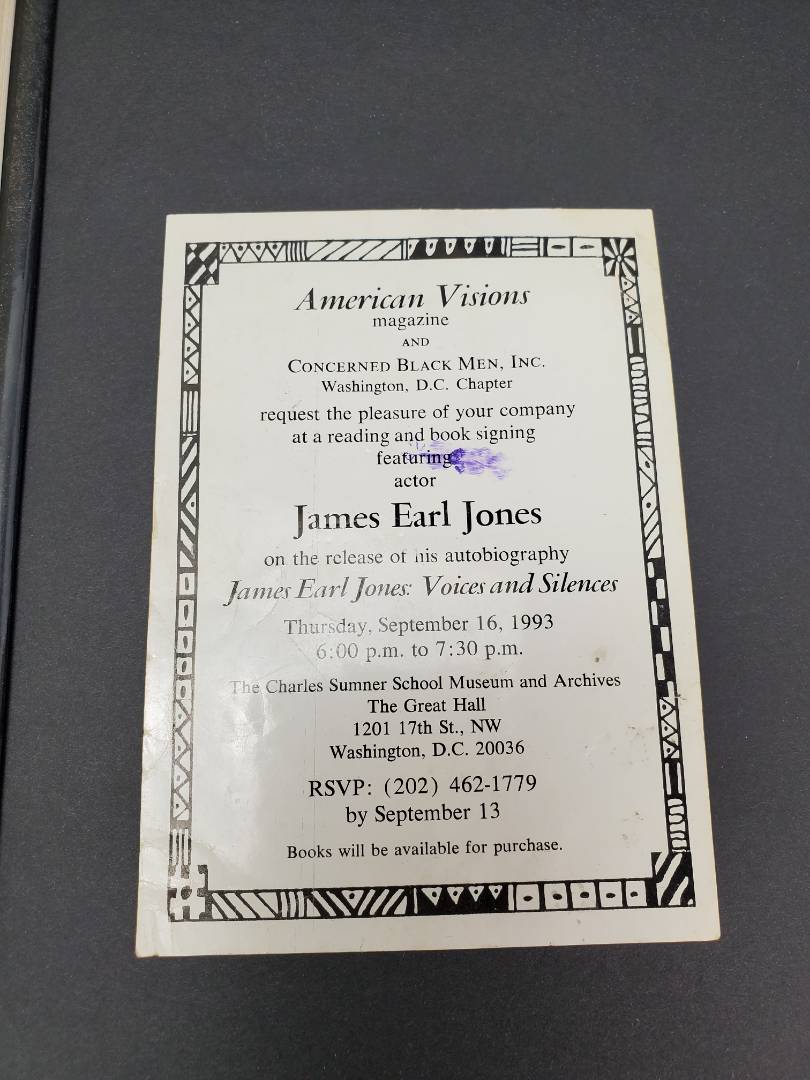 American Visions
magazine
AND
CONCERNED BLACK MEN, INC.
Washington, D.C. Chapter
request the pleasure of your company
at a reading and book signing
featuring
actor
James Earl Jones
on the release of his autobiography
James Earl Jones: Voices and Silences
Thursday, September 16, 1993
6:00 p.m. to 7:30 p.m.
The Charles Sumner School Museum and Archives
The Great Hall
1201 17th St., NW
Washington, D.C. 20036
RSVP: (202) 462-1779
by September 13
Books will be available for purchase.